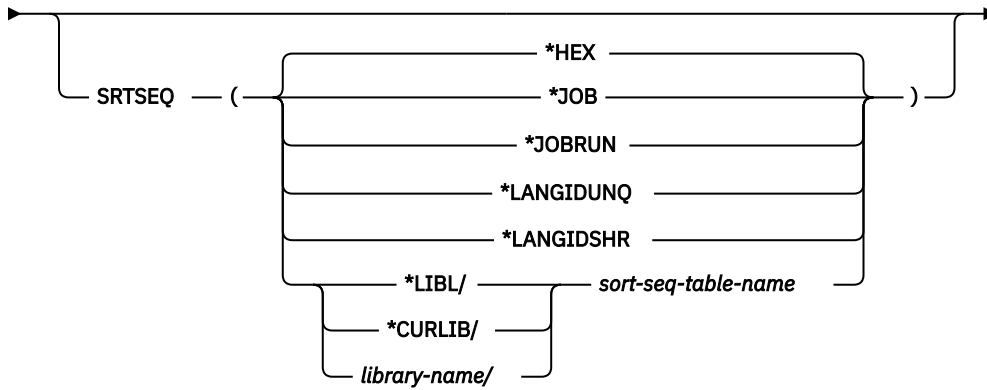 *HEX
SRTSEQ ( *JOB )
*JOBRUN
*LANGIDUNQ
*LANGIDSHR
*LIBL/ sort-seq-table-name
*CURLIB/
library-name/